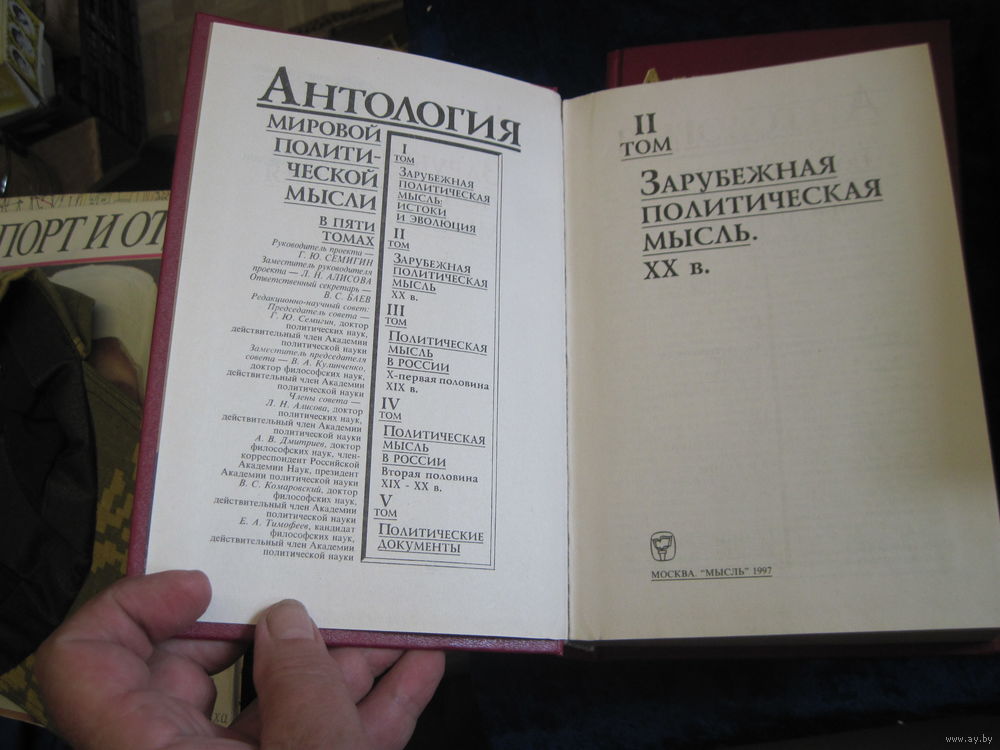 АНТОЛОГИЯ
МИРОВОЙ
ПОЛИТИ-
ЧЕСКОЙ
МЫСЛИ
В ПЯТИ
ТОМАХ
Руководитель проекта —
Г. Ю. СЕМИГИН
Заместитель руководителя
проекта — Л. Н. АЛИСОВА
Ответственный секретарь —
В. С. БАЕВ
Редакционно-научный совет:
Председатель совета —
Г. Ю. Семигин, доктор
политических наук,
действительный член Академии
политической науки
Заместитель председателя
совета — В. А. Кулинченко,
доктор философских наук,
действительный член Академии
политической науки
Члены совета —
Л. Н. Алисова, доктор
политических наук,
действительный член Академии
политической науки
А. В. Дмитриев, доктор
философских наук, член-
корреспондент Российской
Академии Наук, президент
Академии политической науки
В. С. Комаровский, доктор
философских наук,
действительный член Академии
политической науки
Е. А. Тимофеев, кандидат
философских наук,
действительный член Академии
политической науки
I
ТОМ
ЗАРУБЕЖНАЯ
ПОЛИТИЧЕСКАЯ
МЫСЛЬ:
ИСТОКИ
И ЭВОЛЮЦИЯ
II
ТОМ
ЗАРУБЕЖНАЯ
ПОЛИТИЧЕСКАЯ
МЫСЛЬ
XX в.
III
ТОМ
ПОЛИТИЧЕСКАЯ
МЫСЛЬ
В РОССИИ
X-первая половина
XIX в.
IV
ТОМ
ПОЛИТИЧЕСКАЯ
МЫСЛЬ
В РОССИИ
Вторая половина
XIX - XX в.
V
ТОМ
ПОЛИТИЧЕСКИЕ
ДОКУМЕНТЫ
II
ТОМ
ЗАРУБЕЖНАЯ
ПОЛИТИЧЕСКАЯ
МЫСЛЬ.
XX в.
МОСКВА. "МЫСЛЬ" 1997
ПОРТ И ОТ
www.ay.by